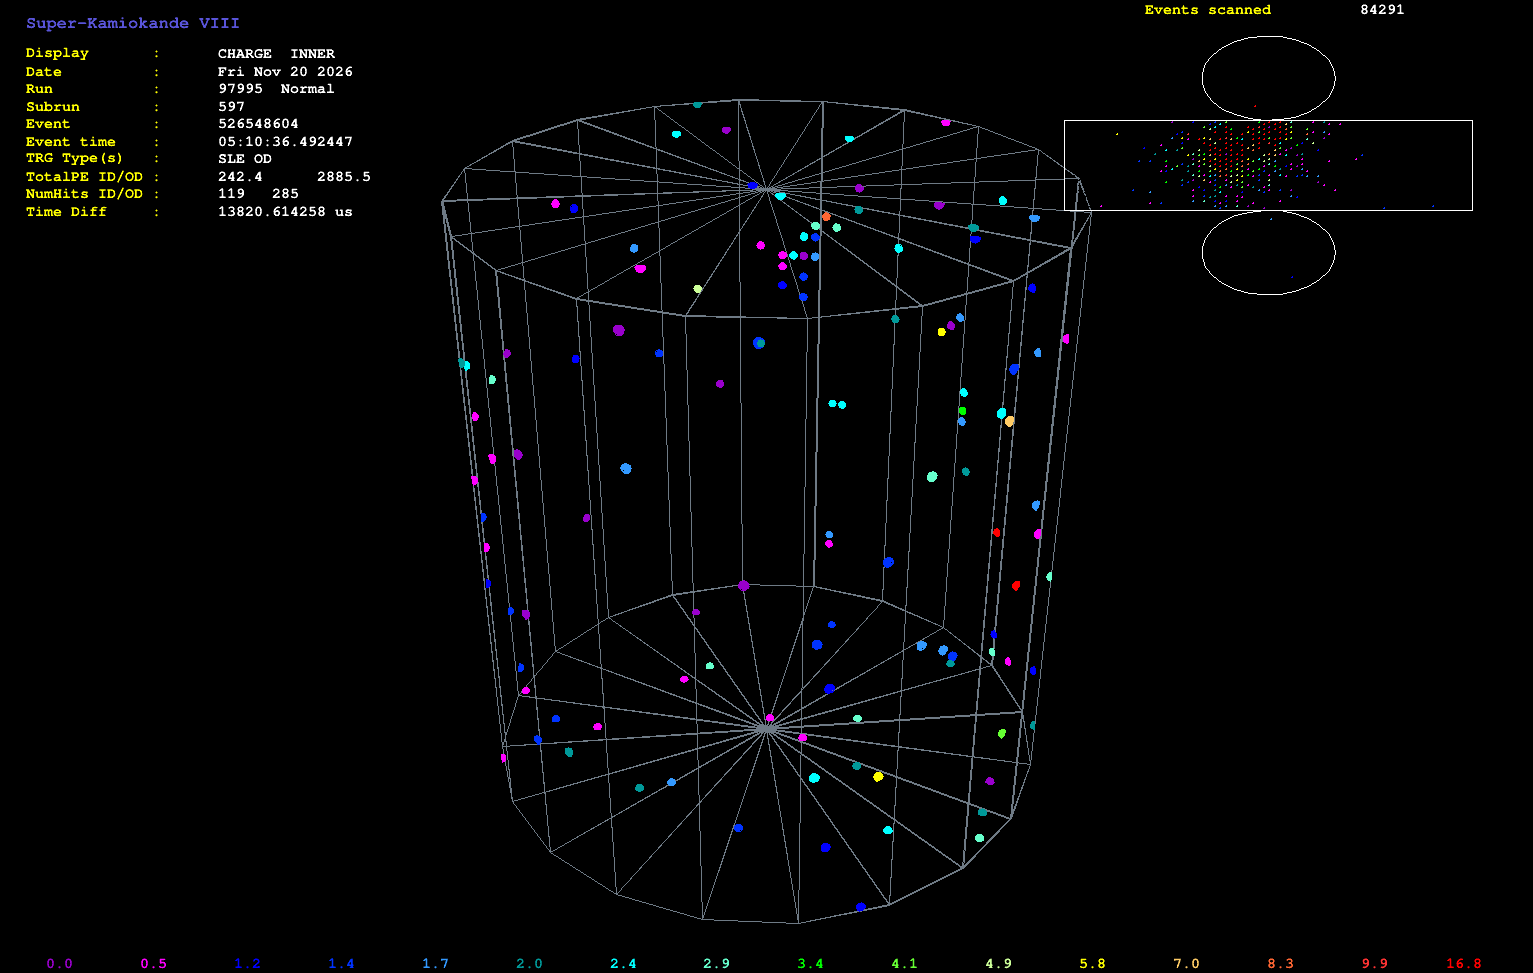 Super-Kamiokande VIII
Events scanned 84291
Display : CHARGE INNER
Date : Fri Nov 20 2026
Run : 97995 Normal
Subrun : 597
Event : 526548604
Event time : 05:10:36.492447
TRG Type(s) : SLE OD
TotalPE ID/OD : 242.4 2885.5
NumHits ID/OD : 119 285
Time Diff : 13820.614258 us
0.0 0.5 1.2 1.4 1.7 2.0 2.4 2.9 3.4 4.1 4.9 5.8 7.0 8.3 9.9 16.8